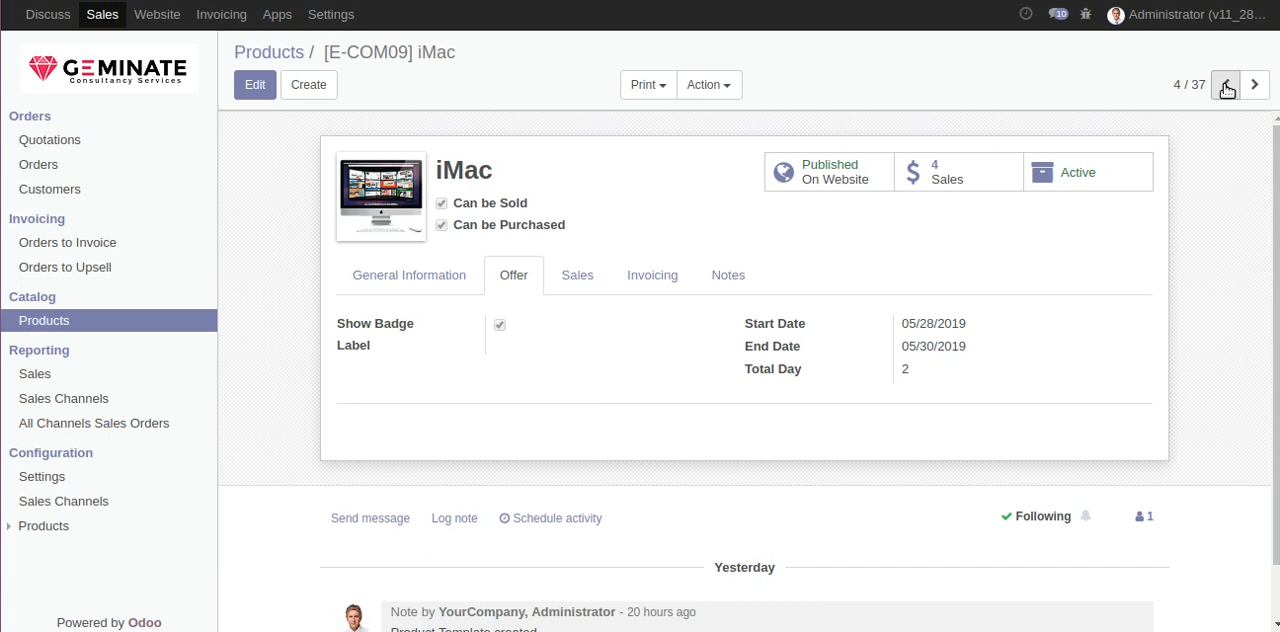 Discuss Sales Website Invoicing Apps Settings 10 Administrator (v11_28...
GEMINATE
Consultancy Services
Products / [E-COM09] iMac
Edit Create Print Action 4 / 37
Orders
Quotations
Orders
Customers
Invoicing
Orders to Invoice
Orders to Upsell
Catalog
Products
Reporting
Sales
Sales Channels
All Channels Sales Orders
Configuration
Settings
Sales Channels
Products
Powered by Odoo
iMac
Can be Sold
Can be Purchased
Published
On Website
4
Sales
Active
General Information Offer Sales Invoicing Notes
Show Badge
Label
Start Date 05/28/2019
End Date 05/30/2019
Total Day 2
Send message Log note Schedule activity Following 1
Yesterday
Note by YourCompany, Administrator - 20 hours ago
Product Template created